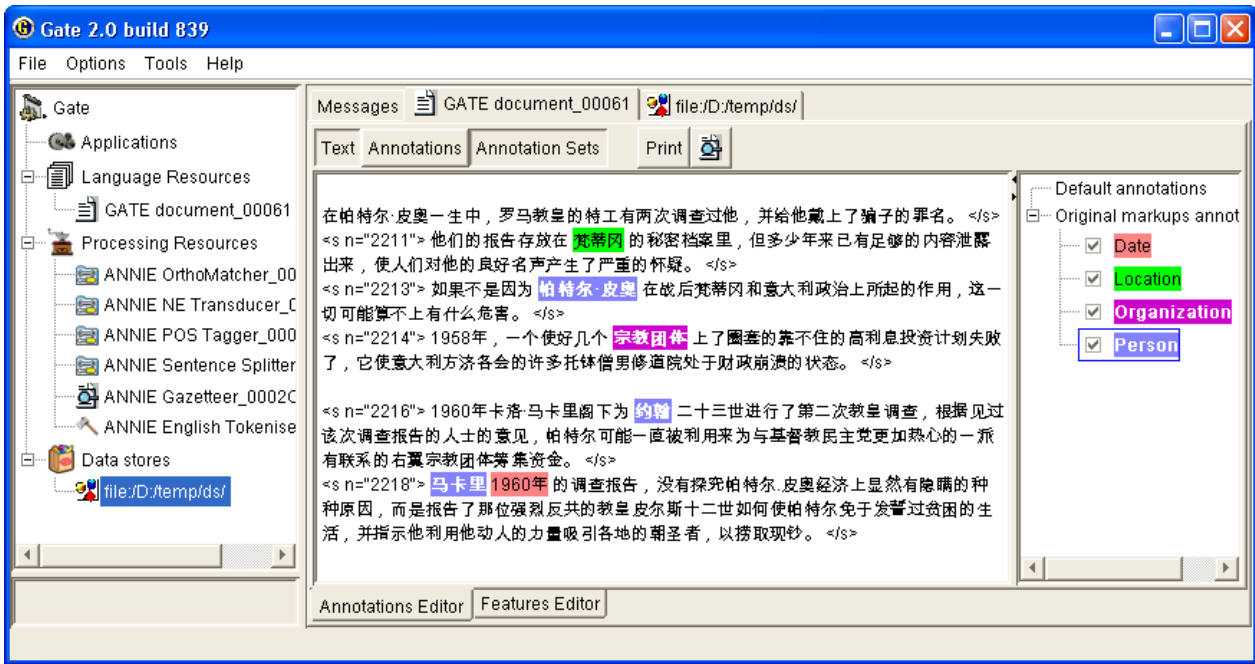 Gate 2.0 build 839
File Options Tools Help
Gate
Applications
Language Resources
GATE document_00061
Processing Resources
ANNIE OrthoMatcher_00
ANNIE NE Transducer_C
ANNIE POS Tagger_000
ANNIE Sentence Splitter
ANNIE Gazetteer_0002C
ANNIE English Tokenise
Data stores
file:/D:/temp/ds/
Messages GATE document_00061 file:/D:/temp/ds/
Text Annotations Annotation Sets Print
在帕特尔·皮奥一生中，罗马教皇的特工有两次调查过他，并给他戴上了骗子的罪名。 </s>
<s n="2211"> 他们的报告存放在 梵蒂冈 的秘密档案里，但多少年来已有足够的内容泄露
出来，使人们对他的良好名声产生了严重的怀疑。 </s>
<s n="2213"> 如果不是因为 帕特尔·皮奥 在战后梵蒂冈和意大利政治上所起的作用，这一
切可能算不上有什么危害。 </s>
<s n="2214"> 1958年，一个使好几个 宗教团体 上了圈套的靠不住的高利息投资计划失败
了，它使意大利方济各会的许多托钵僧男修道院处于财政崩溃的状态。 </s>
<s n="2216"> 1960年卡洛·马卡里阁下为 约翰 二十三世进行了第二次教皇调查，根据见过
该次调查报告的人士的意见，帕特尔可能一直被利用来为与基督教民主党更加热心的一派
有联系的右翼宗教团体筹集资金。 </s>
<s n="2218"> 马卡里 1960年 的调查报告，没有探究帕特尔.皮奥经济上显然有隐瞒的种
种原因，而是报告了那位强烈反共的教皇皮尔斯十二世如何使帕特尔免于发誓过贫困的生
活，并指示他利用他动人的力量吸引各地的朝圣者，以捞取现钞。 </s>
Default annotations
Original markups annot
Date
Location
Organization
Person
Annotations Editor Features Editor